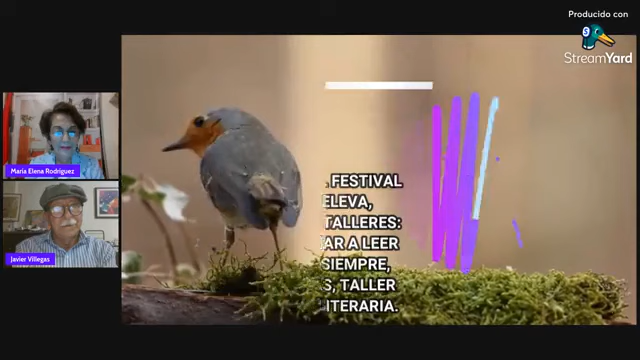 Producido con
StreamYard
. FESTIVAL
ELEVA,
TALLERES:
AR A LEER
SIEMPRE,
S, TALLER
ITERARIA.
María Elena Rodríguez
Javier Villegas